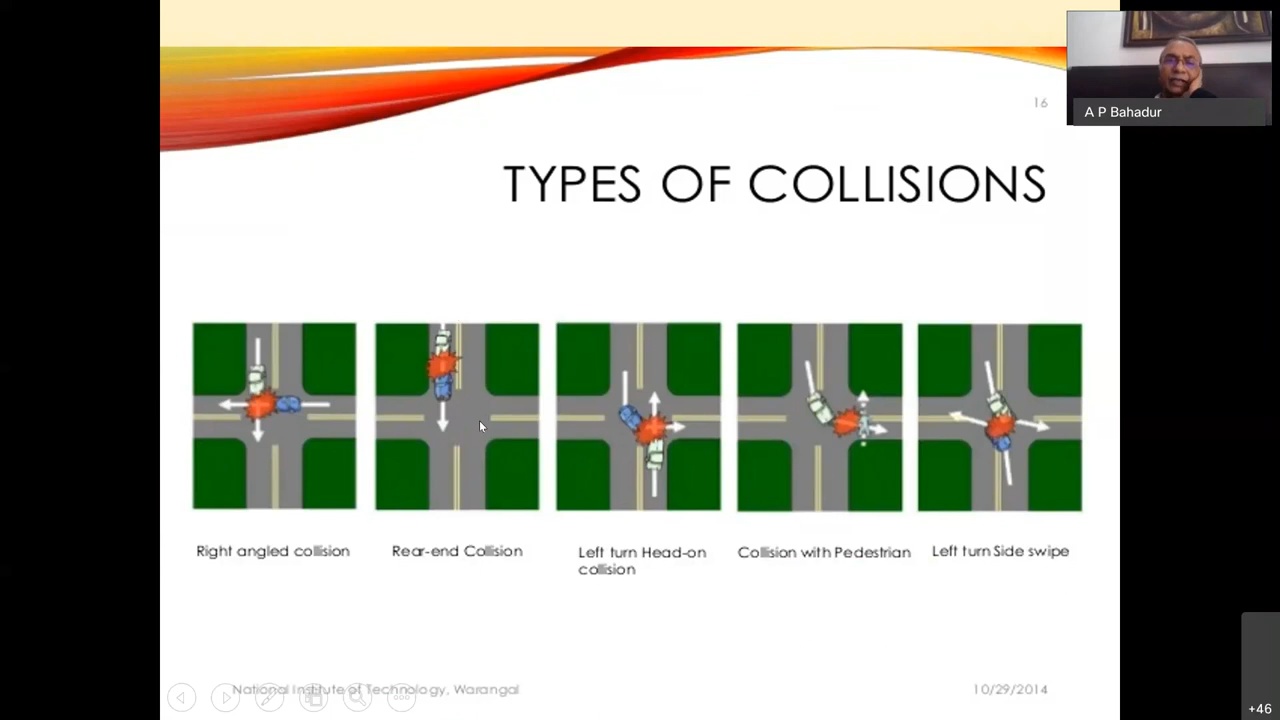 A P Bahadur
16
TYPES OF COLLISIONS
Right angled collision
Rear-end Collision
Left turn Head-on
collision
Collision with Pedestrian
Left turn Side swipe
National Institute of Technology, Warangal
10/29/2014
+46